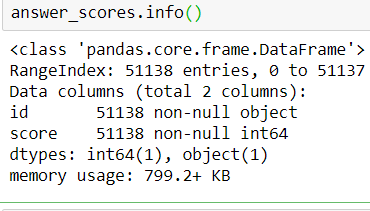 answer_scores.info()
<class 'pandas.core.frame.DataFrame'>
RangeIndex: 51138 entries, 0 to 51137
Data columns (total 2 columns):
id       51138 non-null object
score    51138 non-null int64
dtypes: int64(1), object(1)
memory usage: 799.2+ KB